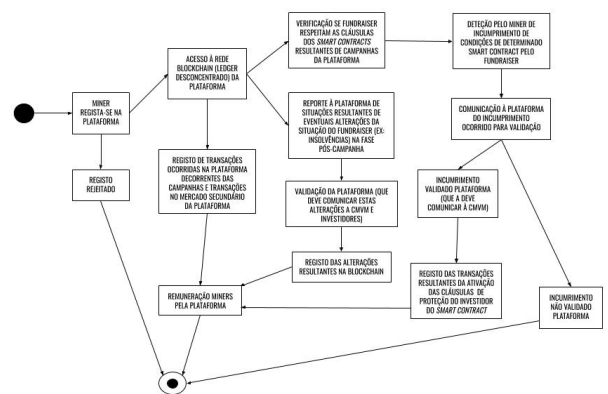 MINER
REGISTA-SE NA
PLATAFORMA
REGISTO
REJEITADO
ACESSO À REDE
BLOCKCHAIN (LEDGER
DESCONCENTRADO) DA
PLATAFORMA
REGISTO DE TRANSAÇÕES
OCORRIDAS NA PLATAFORMA
DECORRENTES DAS
CAMPANHAS E TRANSAÇÕES
NO MERCADO SECUNDÁRIO
DA PLATAFORMA
VERIFICAÇÃO SE FUNDRAISER
RESPEITAM AS CLÁUSULAS
DOS SMART CONTRACTS
RESULTANTES DE CAMPANHAS
DA PLATAFORMA
REPORTE À PLATAFORMA DE
SITUAÇÕES RESULTANTES DE
EVENTUAIS ALTERAÇÕES DA
SITUAÇÃO DO FUNDRAISER (EX-
INSOLVÊNCIAS) NA FASE
PÓS-CAMPANHA
VALIDAÇÃO DA PLATAFORMA (QUE
DEVE COMUNICAR ESTAS
ALTERAÇÕES A CMVM E
INVESTIDORES)
REGISTO DAS ALTERAÇÕES
RESULTANTES NA BLOCKCHAIN
REMUNERAÇÃO MINERS
PELA PLATAFORMA
DETEÇÃO PELO MINER DE
INCUMPRIMENTO DE
CONDIÇÕES DE DETERMINADO
SMART CONTRACT PELO
FUNDRAISER
COMUNICAÇÃO À PLATAFORMA
DO INCUMPRIMENTO
OCORRIDO PARA VALIDAÇÃO
INCUMPRIMENTO
VALIDADO PLATAFORMA
(QUE A DEVE
COMUNICAR À CMVM)
REGISTO DAS TRANSAÇÕES
RESULTANTES DA ATIVAÇÃO
DAS CLÁUSULAS DE
PROTEÇÃO DO INVESTIDOR
DO SMART CONTRACT
INCUMRIMENTO
NÃO VALIDADO
PLATAFORMA